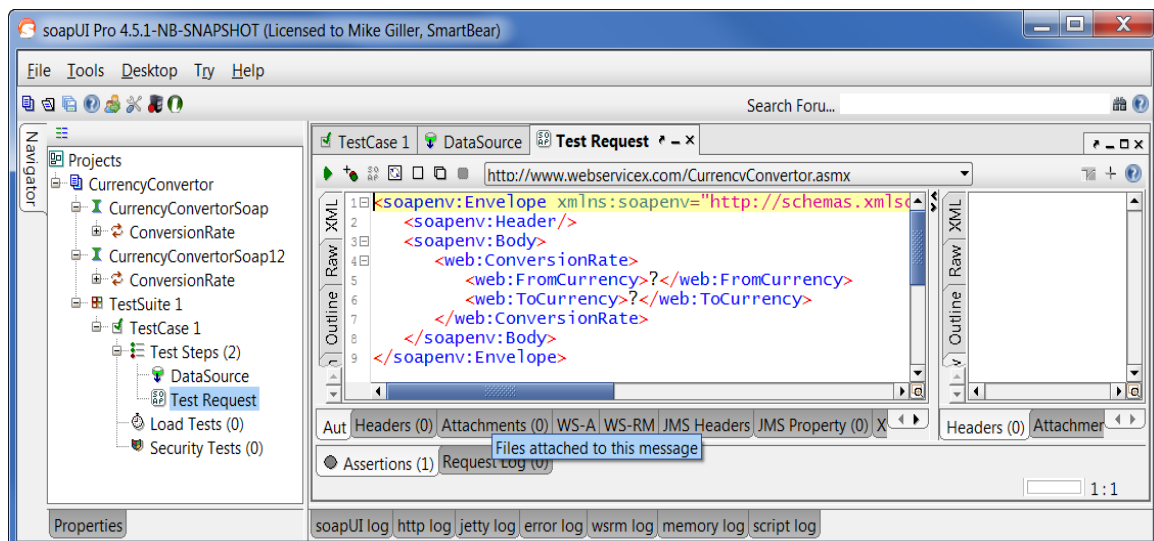 soapUI Pro 4.5.1-NB-SNAPSHOT (Licensed to Mike Giller, SmartBear)
File Tools Desktop Try Help
Search Foru...
Navigator
Projects
CurrencyConvertor
CurrencyConvertorSoap
ConversionRate
CurrencyConvertorSoap12
ConversionRate
TestSuite 1
TestCase 1
Test Steps (2)
DataSource
Test Request
Load Tests (0)
Security Tests (0)
Properties
TestCase 1 DataSource Test Request
http://www.webservicex.com/CurrencyConvertor.asmx
XML
Raw
Outline
1 <soapenv:Envelope xmlns:soapenv="http://schemas.xmlsc
2 <soapenv:Header/>
3 <soapenv:Body>
4 <web:ConversionRate>
5 <web:FromCurrency>?</web:FromCurrency>
6 <web:ToCurrency>?</web:ToCurrency>
7 </web:ConversionRate>
8 </soapenv:Body>
9 </soapenv:Envelope>
XML
Raw
Outline
Aut Headers (0) Attachments (0) WS-A WS-RM JMS Headers JMS Property (0) X
Headers (0) Attachmer
Files attached to this message
Assertions (1) Request Log (0)
1:1
soapUI log http log jetty log error log wsrm log memory log script log